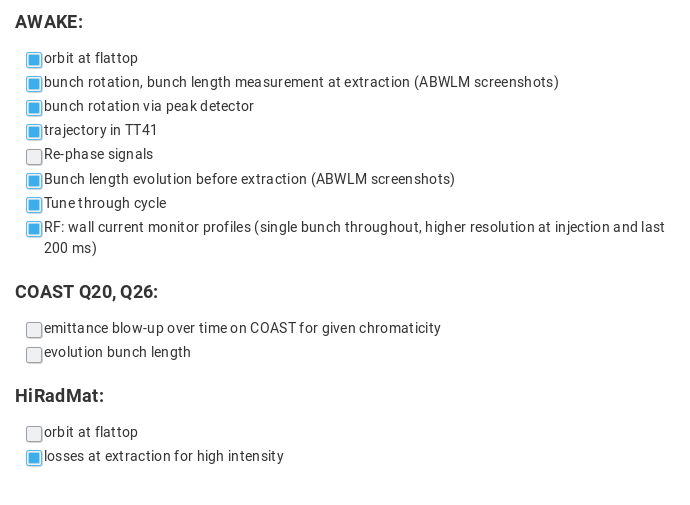 AWAKE:
orbit at flattop
bunch rotation, bunch length measurement at extraction (ABWLM screenshots)
bunch rotation via peak detector
trajectory in TT41
Re-phase signals
Bunch length evolution before extraction (ABWLM screenshots)
Tune through cycle
RF: wall current monitor profiles (single bunch throughout, higher resolution at injection and last
200 ms)
COAST Q20, Q26:
emittance blow-up over time on COAST for given chromaticity
evolution bunch length
HiRadMat:
orbit at flattop
losses at extraction for high intensity